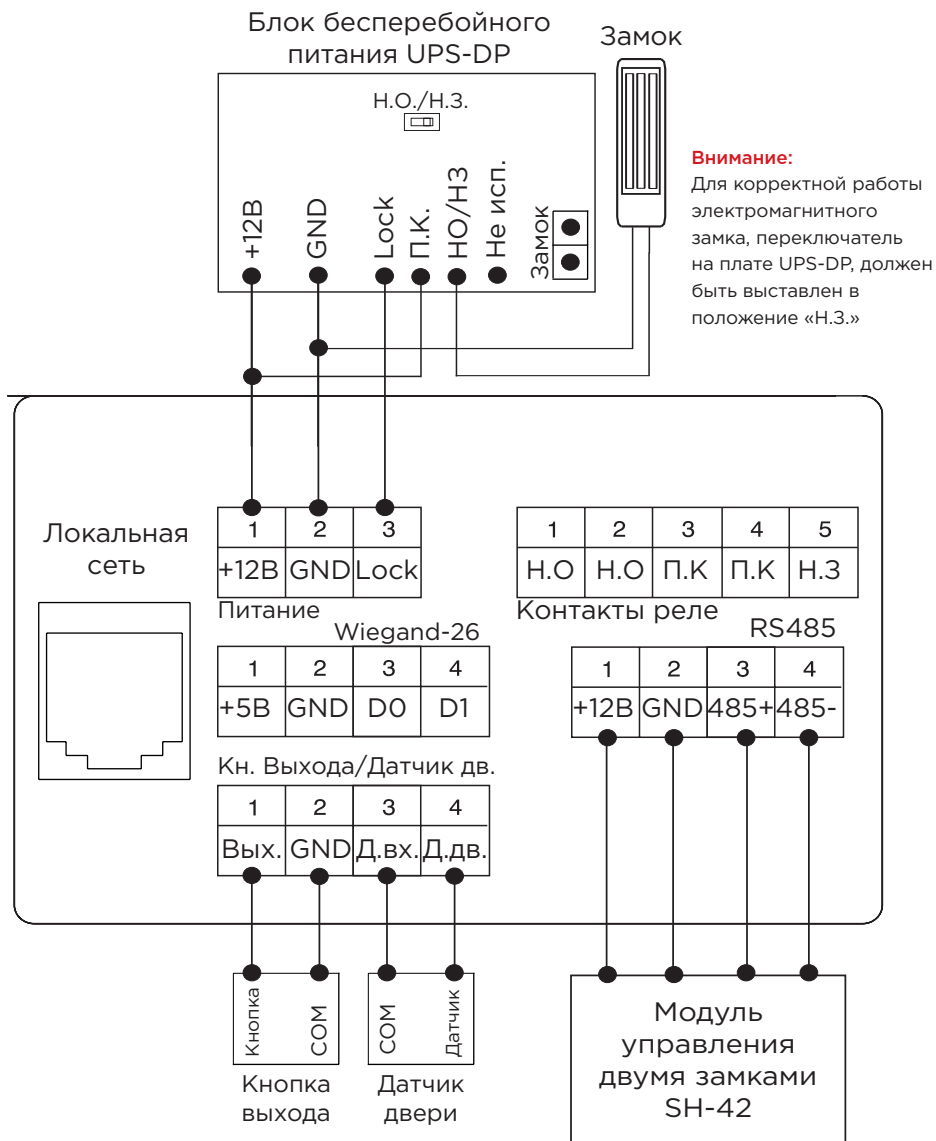 Блок бесперебойного
питания UPS-DP
Замок
Н.О./Н.З.
+12В
GND
Lock
П.К.
НО/НЗ
Не исп.
Замок
Внимание:
Для корректной работы
электромагнитного
замка, переключатель
на плате UPS-DP, должен
быть выставлен в
положение «Н.З.»
Локальная
сеть
1 2 3
+12В GND Lock
Питание
1 2 3 4 5
Н.О Н.О П.К П.К Н.З
Контакты реле
Wiegand-26
1 2 3 4
+5В GND D0 D1
RS485
1 2 3 4
+12В GND 485+ 485-
Кн. Выхода/Датчик дв.
1 2 3 4
Вых. GND Д.вх. Д.дв.
Кнопка
COM
Кнопка
выхода
COM
Датчик
Датчик
двери
Модуль
управления
двумя замками
SH-42